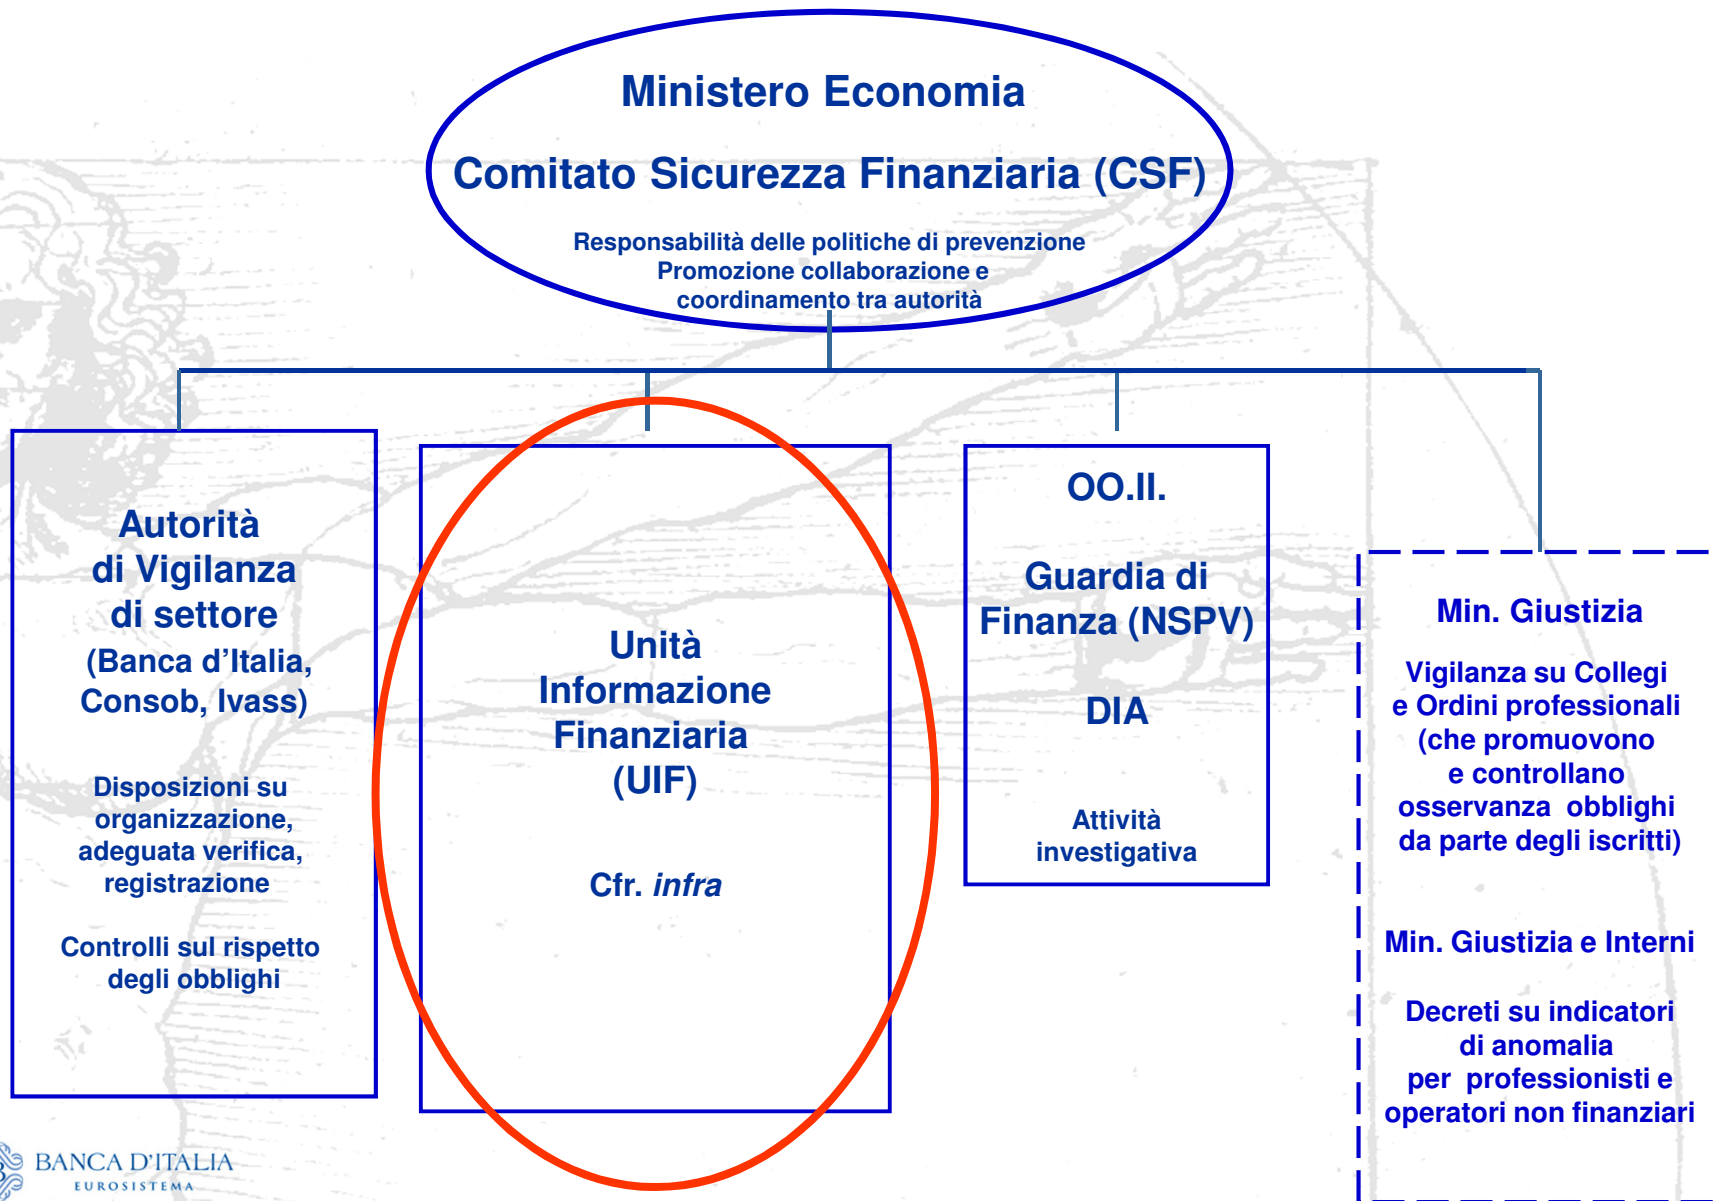 Ministero Economia
Comitato Sicurezza Finanziaria (CSF)
Responsabilità delle politiche di prevenzione
Promozione collaborazione e
coordinamento tra autorità
Autorità
di Vigilanza
di settore
(Banca d'Italia,
Consob, Ivass)
Disposizioni su
organizzazione,
adeguata verifica,
registrazione
Controlli sul rispetto
degli obblighi
Unità
Informazione
Finanziaria
(UIF)
Cfr. infra
OO.II.
Guardia di
Finanza (NSPV)
DIA
Attività
investigativa
Min. Giustizia
Vigilanza su Collegi
e Ordini professionali
(che promuovono
e controllano
osservanza obblighi
da parte degli iscritti)
Min. Giustizia e Interni
Decreti su indicatori
di anomalia
per professionisti e
operatori non finanziari
BANCA D'ITALIA
EUROSISTEMA